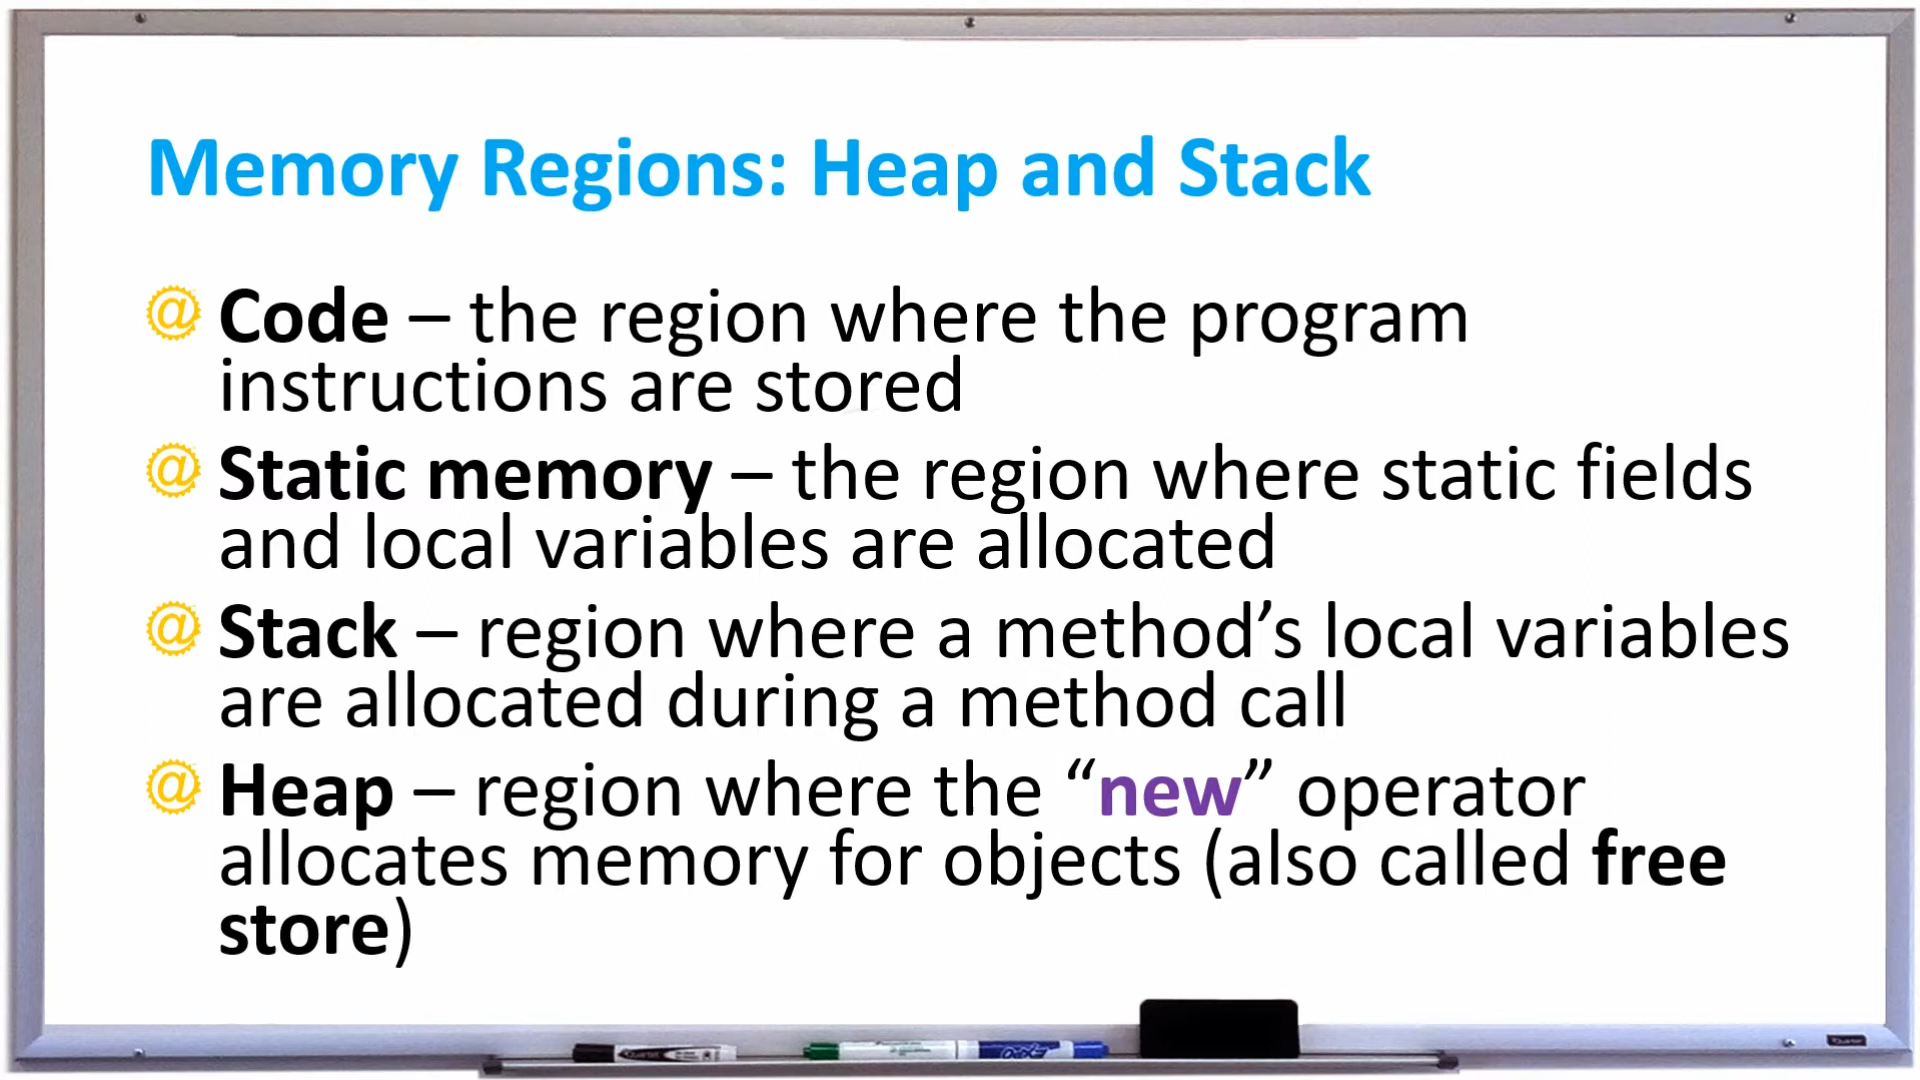 Memory Regions: Heap and Stack
@ Code – the region where the program
instructions are stored
@ Static memory – the region where static fields
and local variables are allocated
@ Stack – region where a method’s local variables
are allocated during a method call
@ Heap – region where the “new” operator
allocates memory for objects (also called free
store)